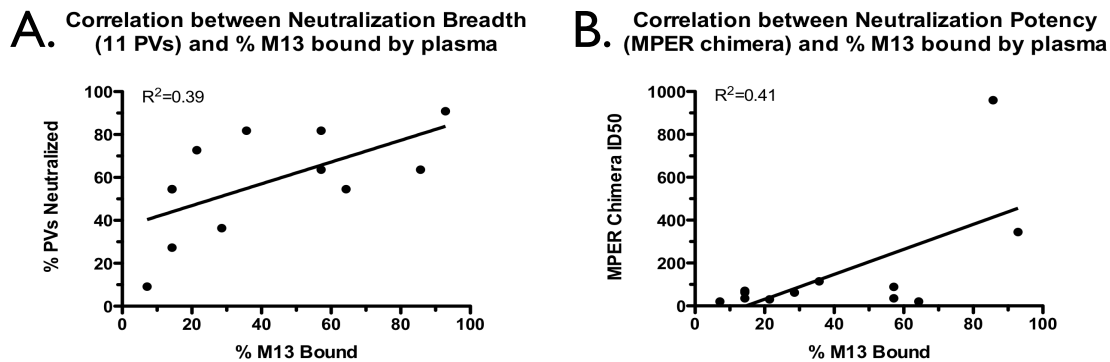 A.
Correlation between Neutralization Breadth
(11 PVs) and % M13 bound by plasma
R²=0.39
% PVs Neutralized
100
80
60
40
20
0
0 20 40 60 80 100
% M13 Bound
B.
Correlation between Neutralization Potency
(MPER chimera) and % M13 bound by plasma
R²=0.41
MPER Chimera ID50
1000
800
600
400
200
0
0 20 40 60 80 100
% M13 Bound